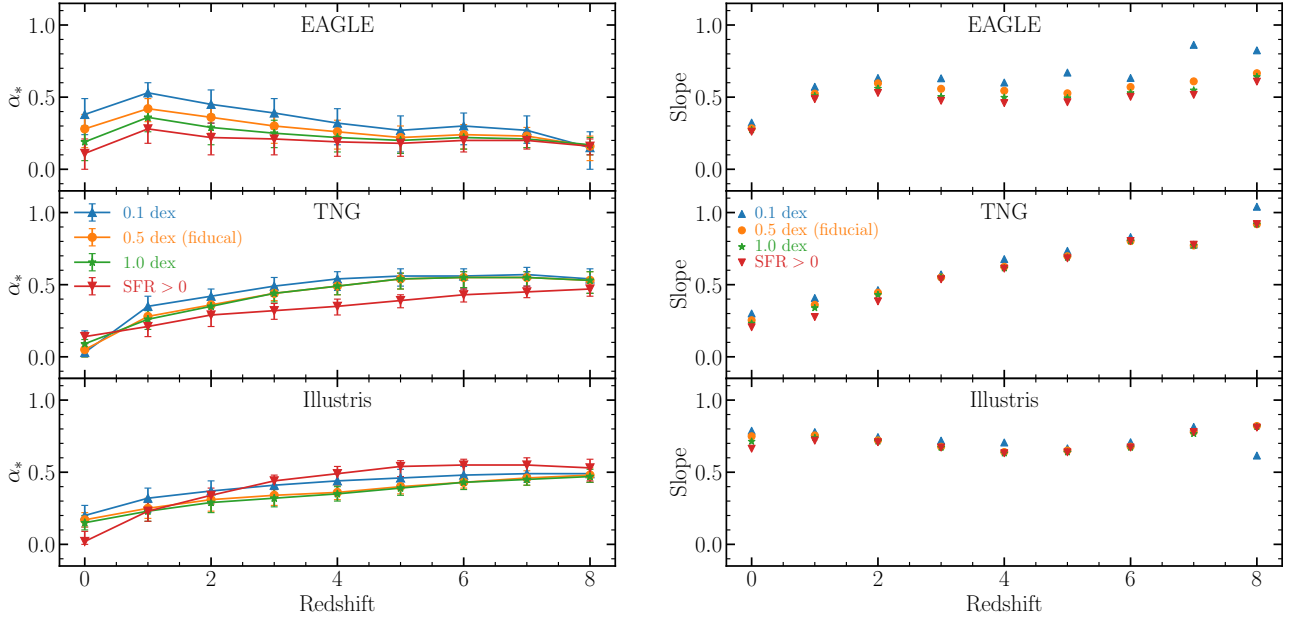 EAGLE
1.0
0.5
0.0
α*
TNG
1.0
0.5
0.0
α*
0.1 dex
0.5 dex (fiducal)
1.0 dex
SFR > 0
Illustris
1.0
0.5
0.0
α*
0 2 4 6 8
Redshift
EAGLE
1.0
0.5
0.0
Slope
TNG
1.0
0.5
0.0
Slope
0.1 dex
0.5 dex (fiducial)
1.0 dex
SFR > 0
Illustris
1.0
0.5
0.0
Slope
0 2 4 6 8
Redshift